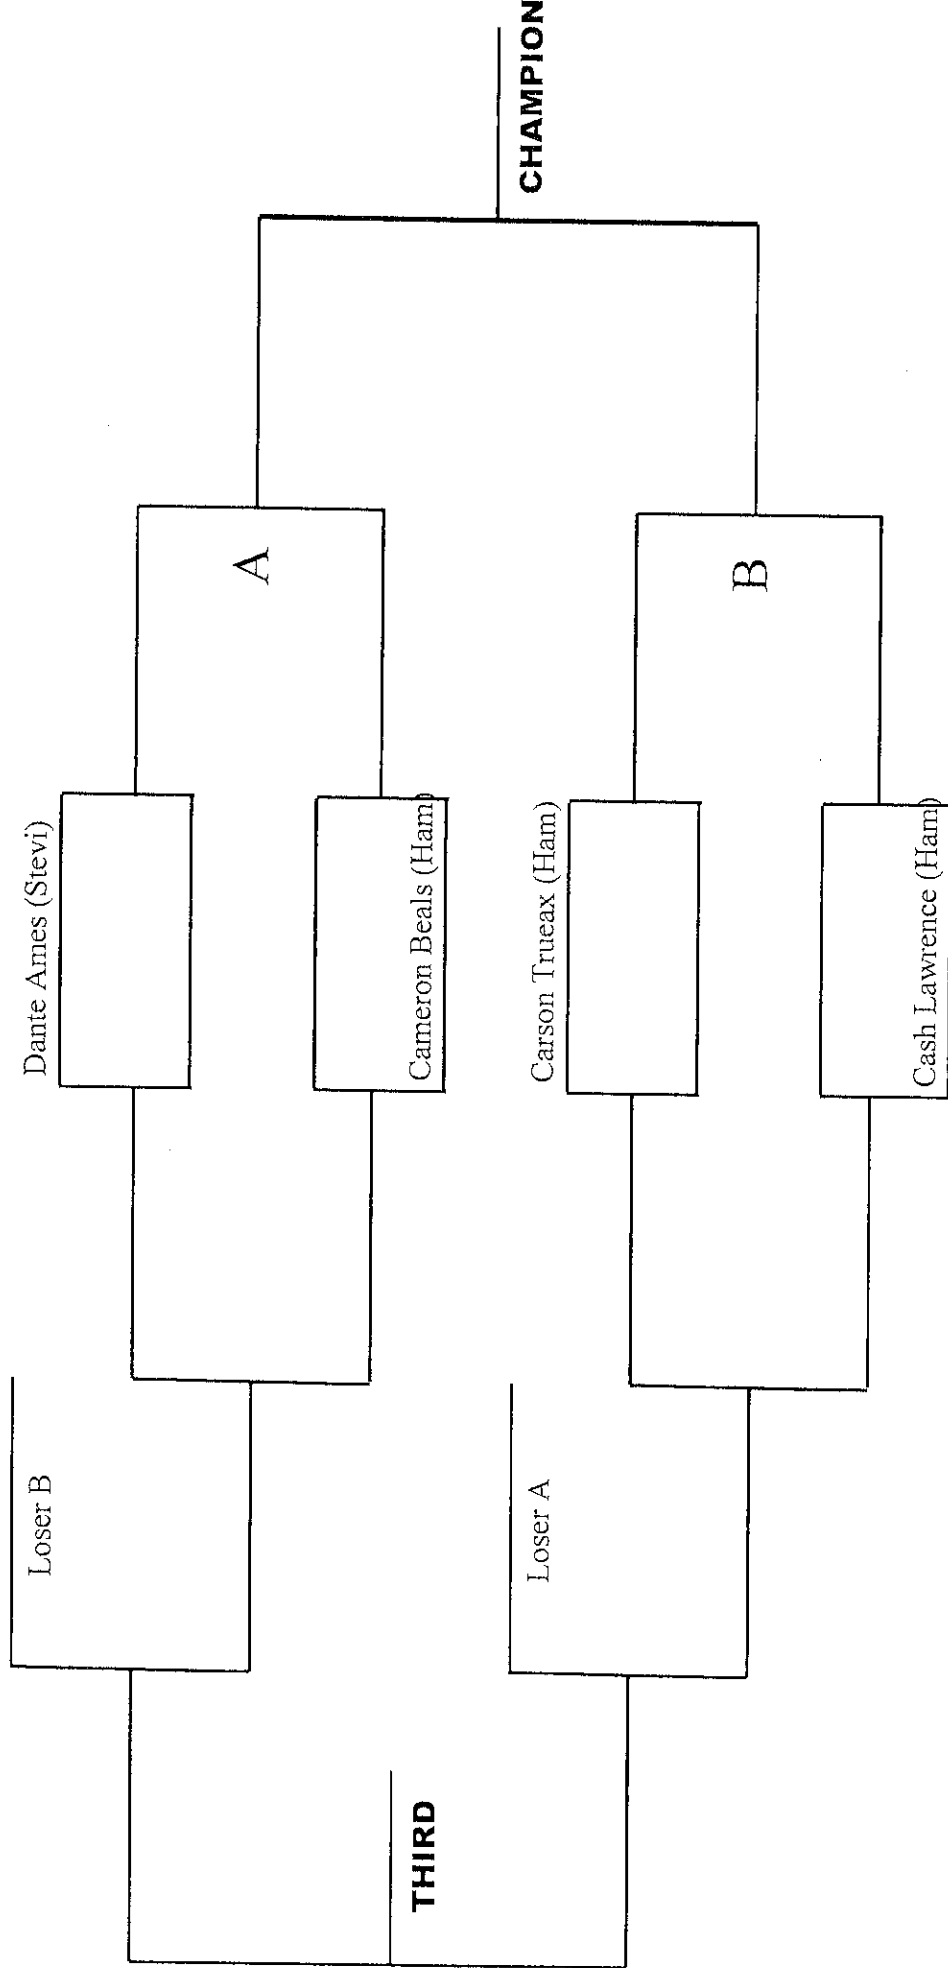 CHAMPION
A
B
Dante Ames (Stevi)
Cameron Beals (Ham)
Carson Trueax (Ham)
Cash Lawrence (Ham)
Loser B
Loser A
THIRD